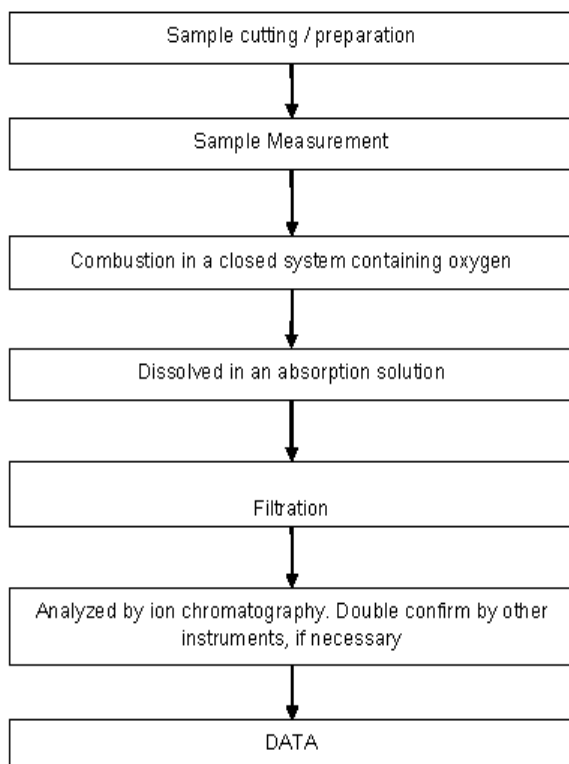 Sample cutting / preparation
Sample Measurement
Combustion in a closed system containing oxygen
Dissolved in an absorption solution
Filtration
Analyzed by ion chromatography. Double confirm by other
instruments, if necessary
DATA